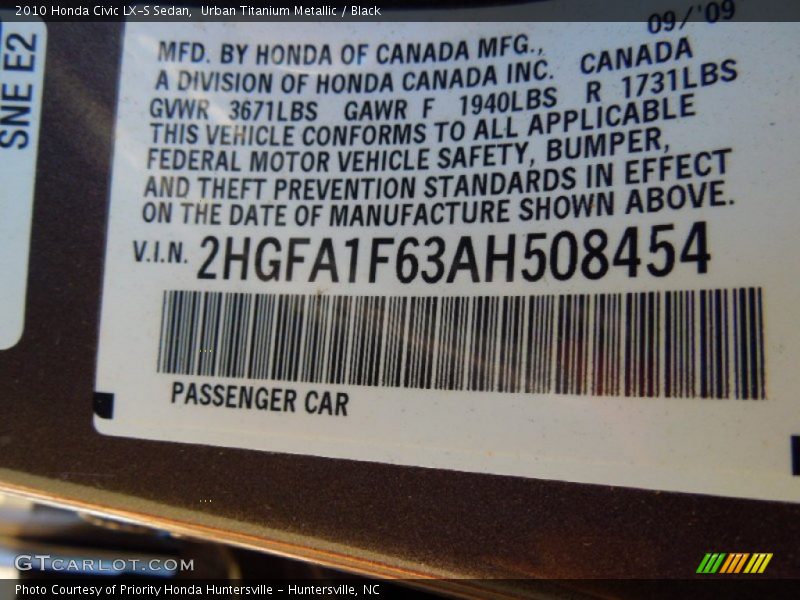 2010 Honda Civic LX-S Sedan,  Urban Titanium Metallic / Black
09/'09
SNE E2
MFD. BY HONDA OF CANADA MFG.,
A DIVISION OF HONDA CANADA INC. CANADA
GVWR 3671LBS GAWR F 1940LBS R 1731LBS
THIS VEHICLE CONFORMS TO ALL APPLICABLE
FEDERAL MOTOR VEHICLE SAFETY, BUMPER,
AND THEFT PREVENTION STANDARDS IN EFFECT
ON THE DATE OF MANUFACTURE SHOWN ABOVE.
V.I.N. 2HGFA1F63AH508454
PASSENGER CAR
GTCARLOT.COM
Photo Courtesy of Priority Honda Huntersville - Huntersville, NC